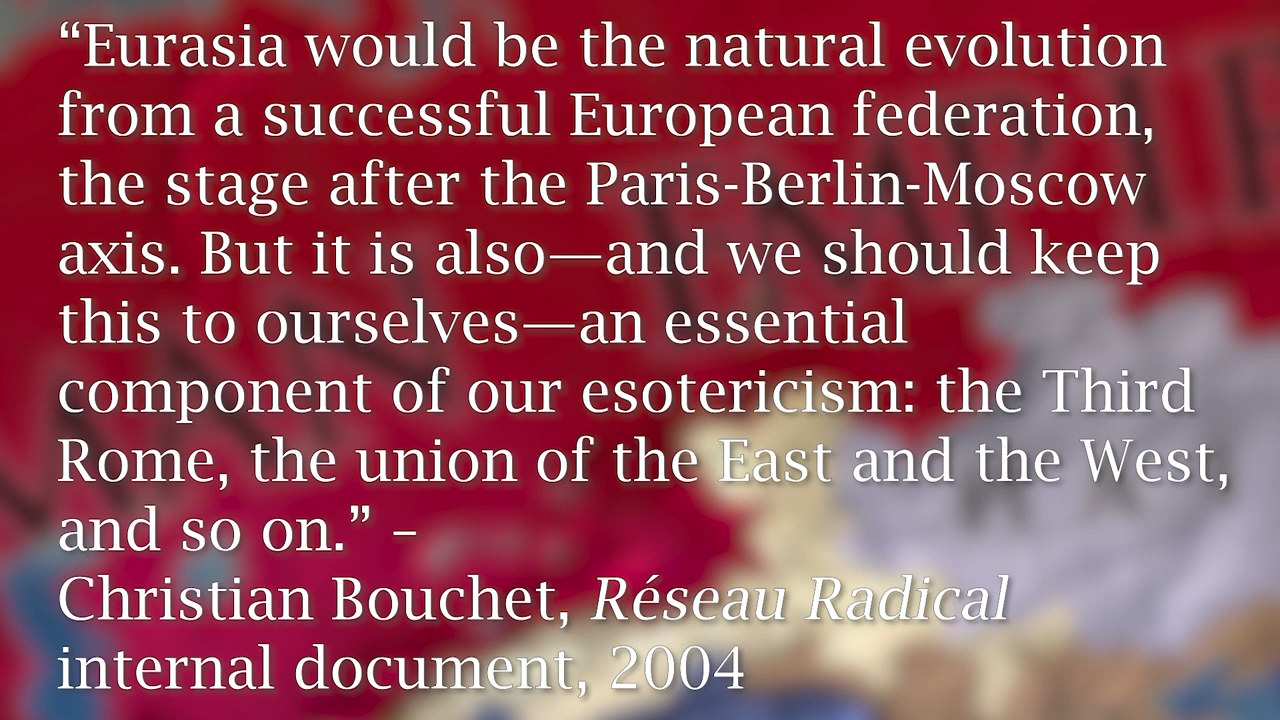 “Eurasia would be the natural evolution
from a successful European federation,
the stage after the Paris-Berlin-Moscow
axis. But it is also—and we should keep
this to ourselves—an essential
component of our esotericism: the Third
Rome, the union of the East and the West,
and so on.” –
Christian Bouchet, Réseau Radical
internal document, 2004